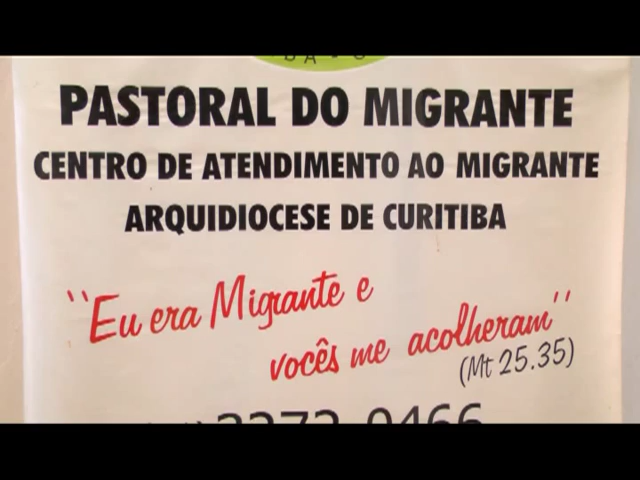 PASTORAL DO MIGRANTE
CENTRO DE ATENDIMENTO AO MIGRANTE
ARQUIDIOCESE DE CURITIBA
"Eu era Migrante e
vocês me acolheram"
(Mt 25.35)